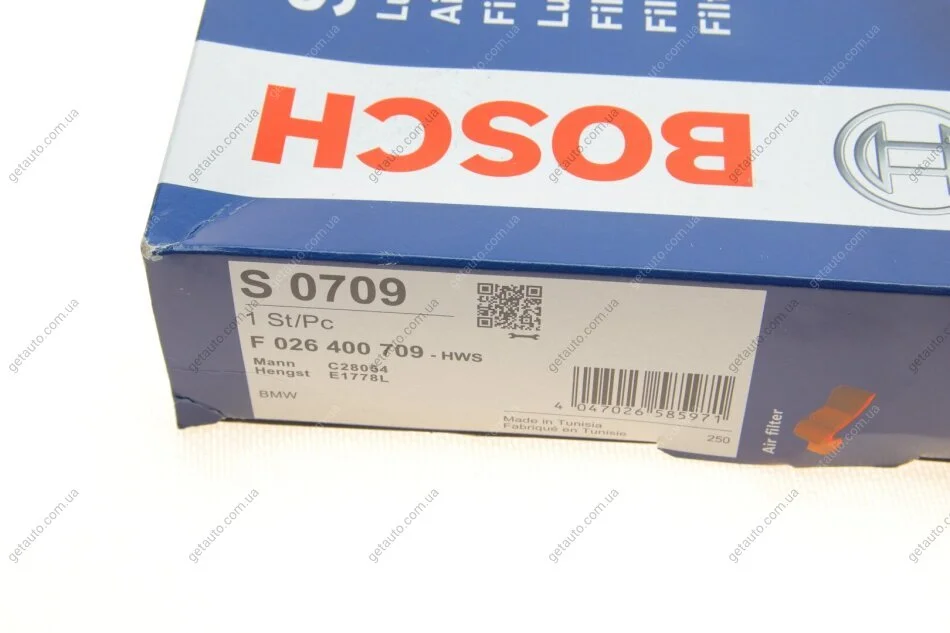 BOSCH
S 0709
1 St/Pc
F 026 400 709 - HWS
Mann C28054
Hengst E1778L
BMW
4 047026 585971
Made in Tunisia
Fabriqué en Tunisie
250
Air filter
getauto.com.ua